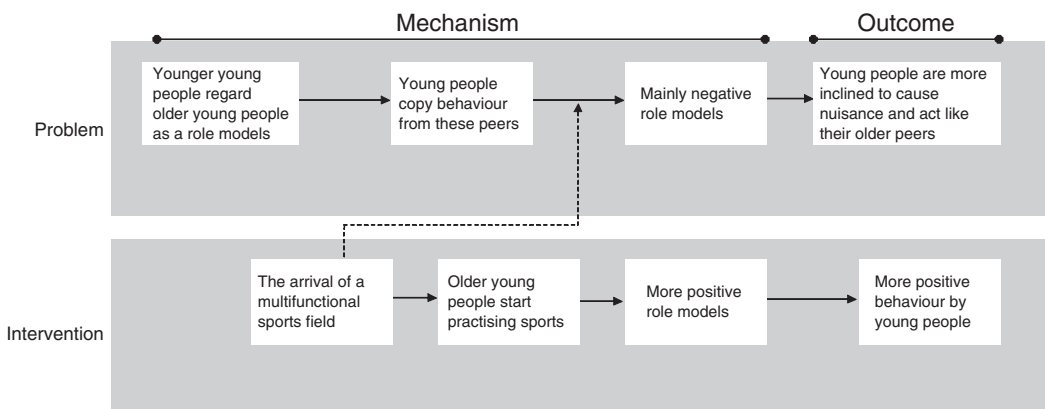 Mechanism
Outcome
Problem
Younger young
people regard
older young people
as a role models
Young people
copy behaviour
from these peers
Mainly negative
role models
Young people are more
inclined to cause
nuisance and act like
their older peers
Intervention
The arrival of a
multifunctional
sports field
Older young
people start
practising sports
More positive
role models
More positive
behaviour by
young people